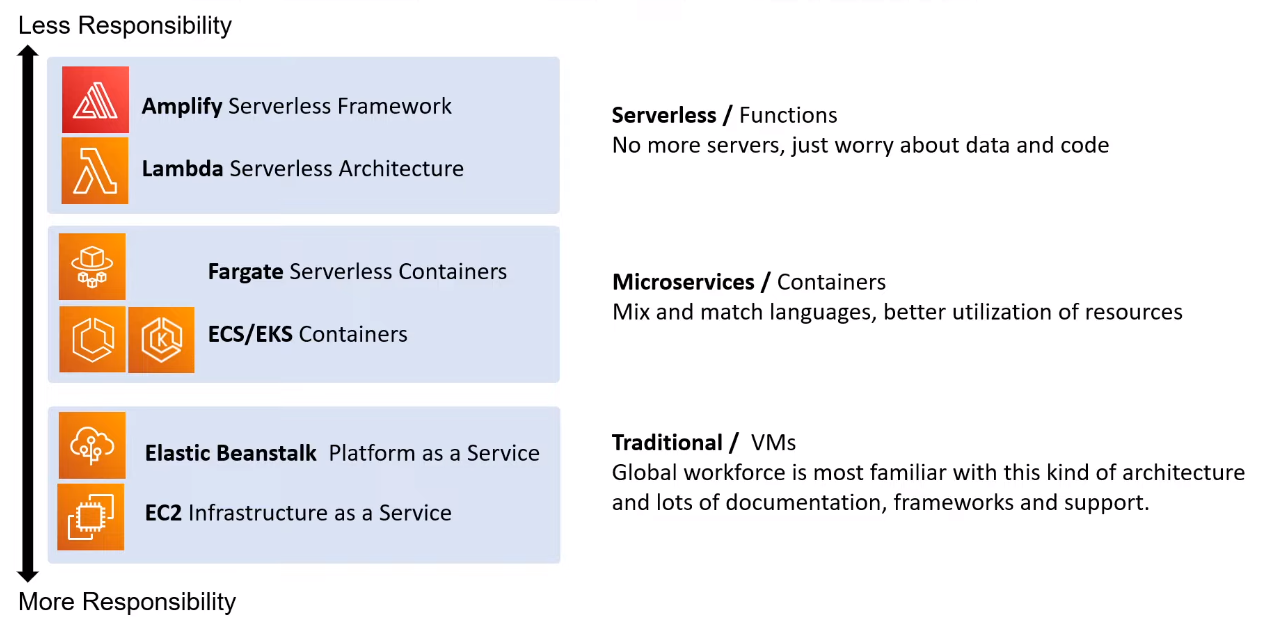 Less Responsibility
Amplify Serverless Framework
Lambda Serverless Architecture
Serverless / Functions
No more servers, just worry about data and code
Fargate Serverless Containers
K
ECS/EKS Containers
Microservices / Containers
Mix and match languages, better utilization of resources
Elastic Beanstalk Platform as a Service
EC2 Infrastructure as a Service
Traditional / VMs
Global workforce is most familiar with this kind of architecture
and lots of documentation, frameworks and support.
More Responsibility